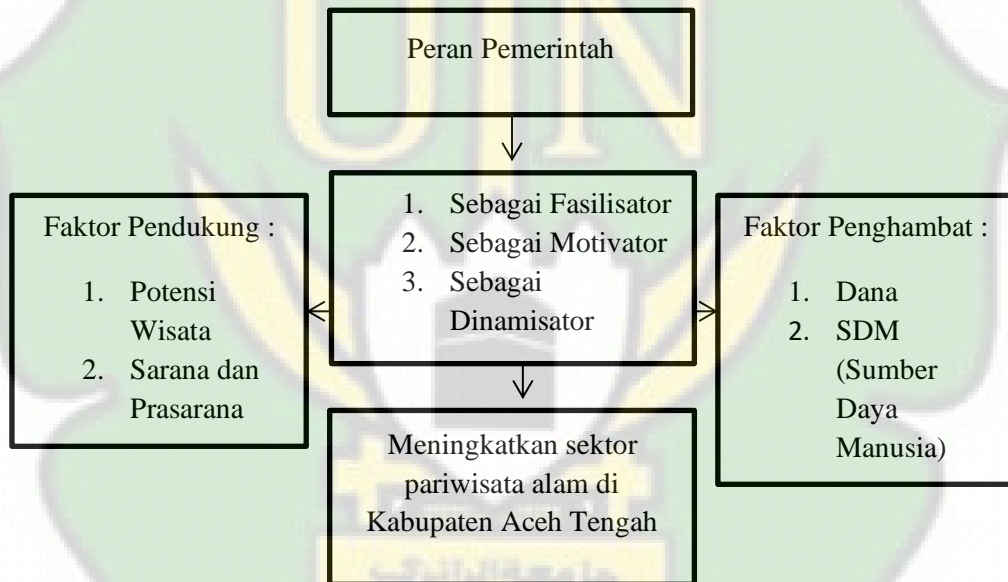 Peran Pemerintah
1. Sebagai Fasilisator
2. Sebagai Motivator
3. Sebagai
Dinamisator
Faktor Pendukung :
1. Potensi
Wisata
2. Sarana dan
Prasarana
Faktor Penghambat :
1. Dana
2. SDM
(Sumber
Daya
Manusia)
Meningkatkan sektor
pariwisata alam di
Kabupaten Aceh Tengah
UIN